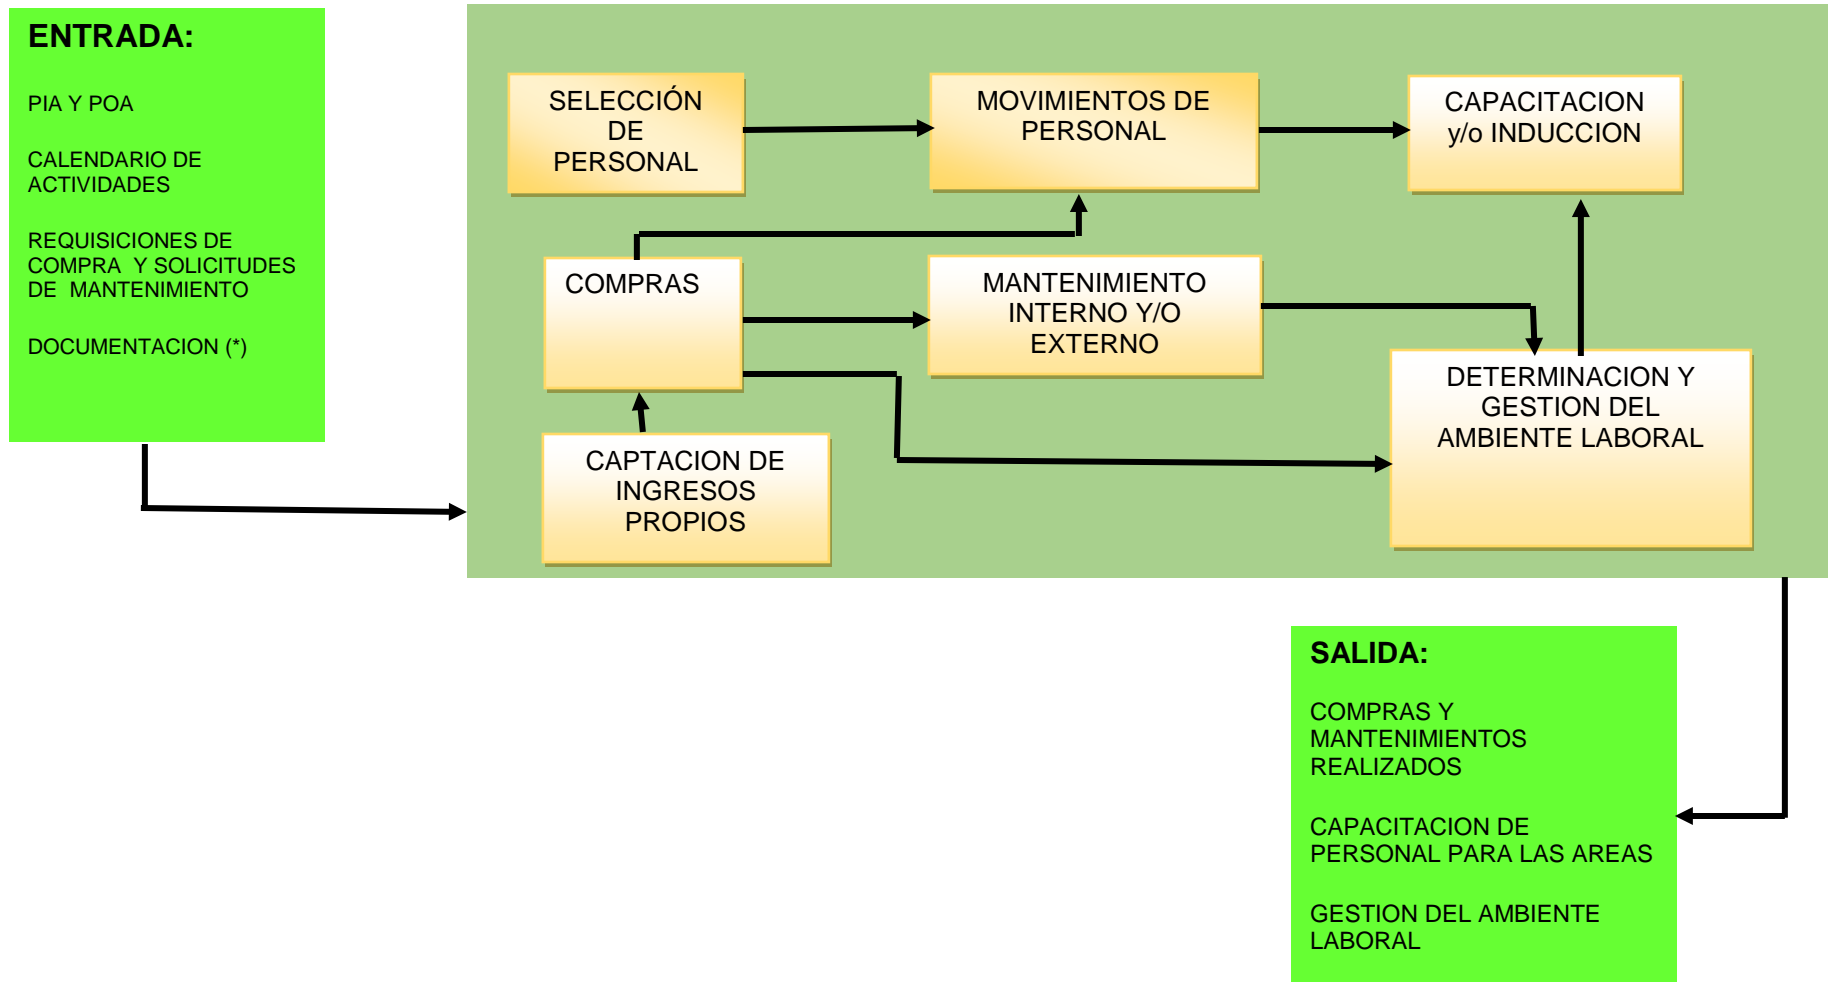 ENTRADA:
PIA Y POA
CALENDARIO DE
ACTIVIDADES
REQUISICIONES DE
COMPRA Y SOLICITUDES
DE MANTENIMIENTO
DOCUMENTACION (*)
SELECCIÓN
DE
PERSONAL
MOVIMIENTOS DE
PERSONAL
CAPACITACION
y/o INDUCCION
COMPRAS
MANTENIMIENTO
INTERNO Y/O
EXTERNO
DETERMINACION Y
GESTION DEL
AMBIENTE LABORAL
CAPTACION DE
INGRESOS
PROPIOS
SALIDA:
COMPRAS Y
MANTENIMIENTOS
REALIZADOS
CAPACITACION DE
PERSONAL PARA LAS AREAS
GESTION DEL AMBIENTE
LABORAL